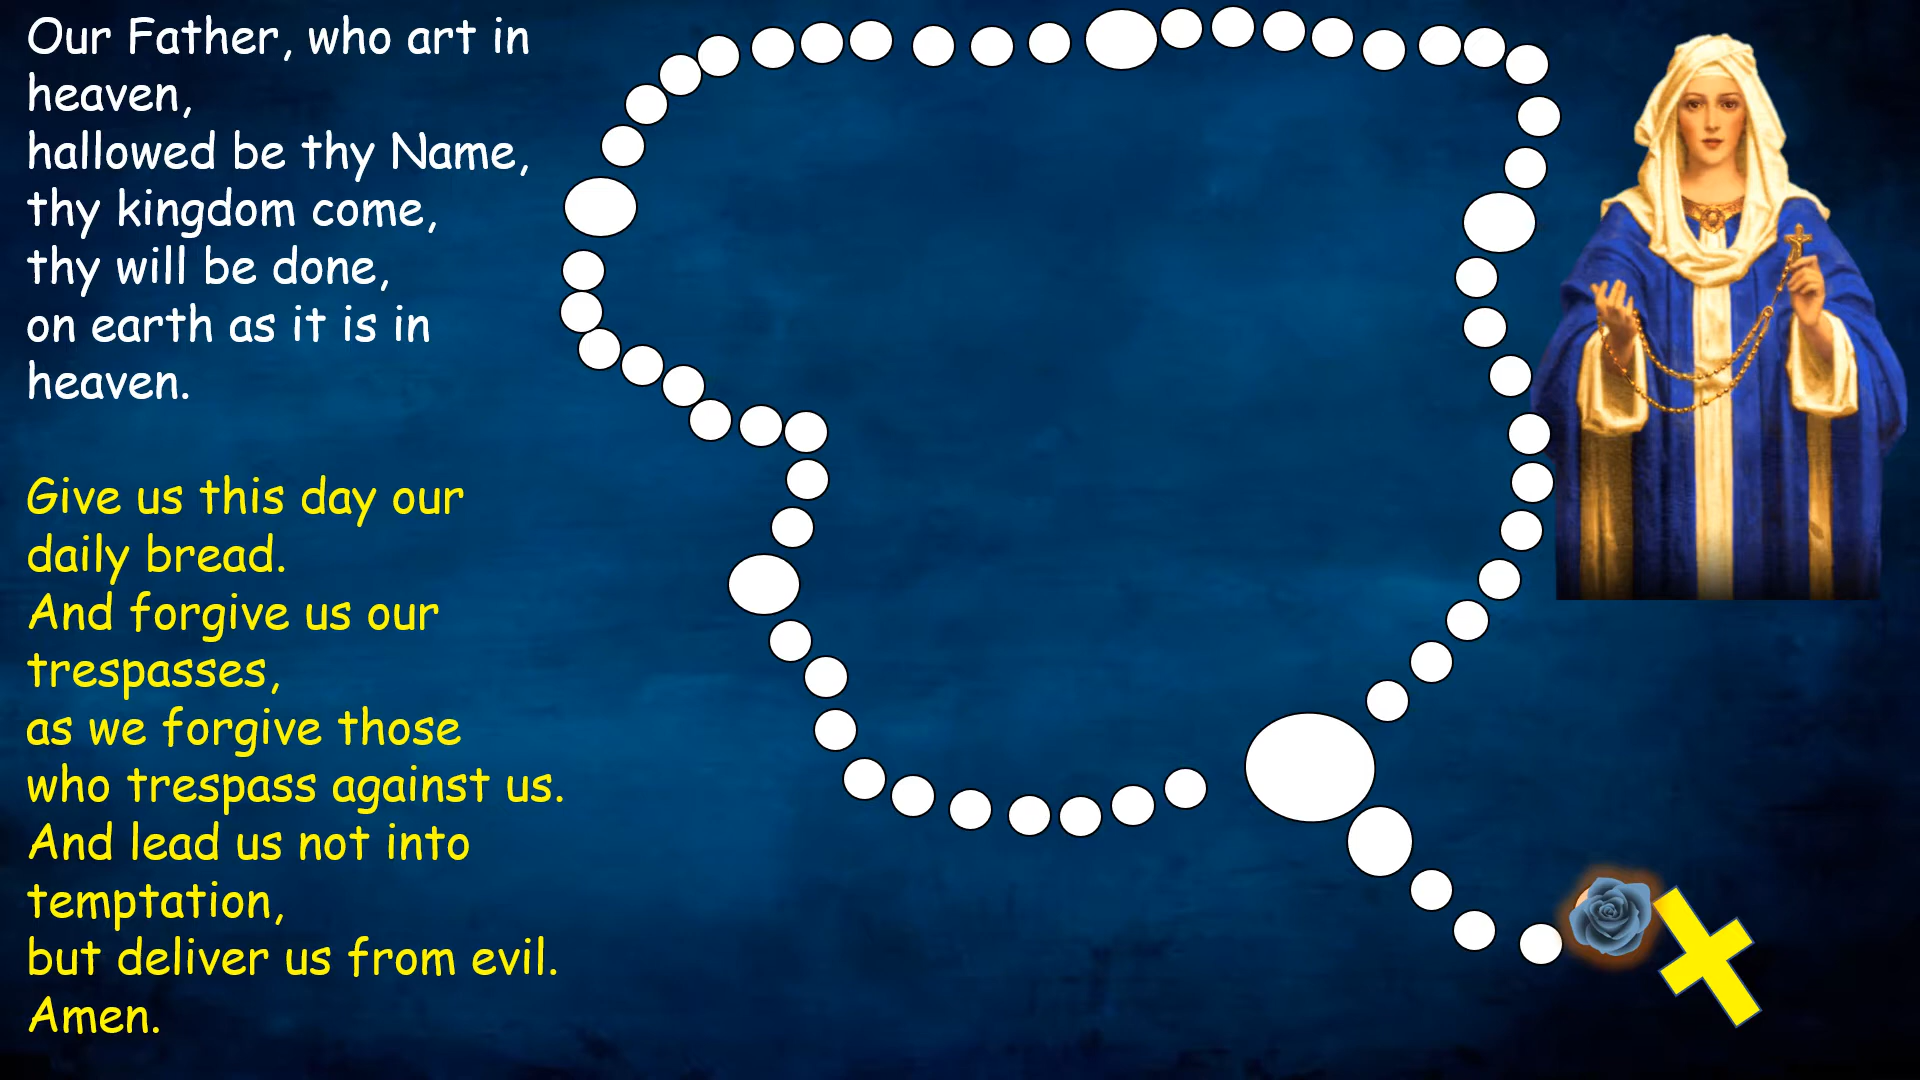 Our Father, who art in
heaven,
hallowed be thy Name,
thy kingdom come,
thy will be done,
on earth as it is in
heaven.
Give us this day our
daily bread.
And forgive us our
trespasses,
as we forgive those
who trespass against us.
And lead us not into
temptation,
but deliver us from evil.
Amen.